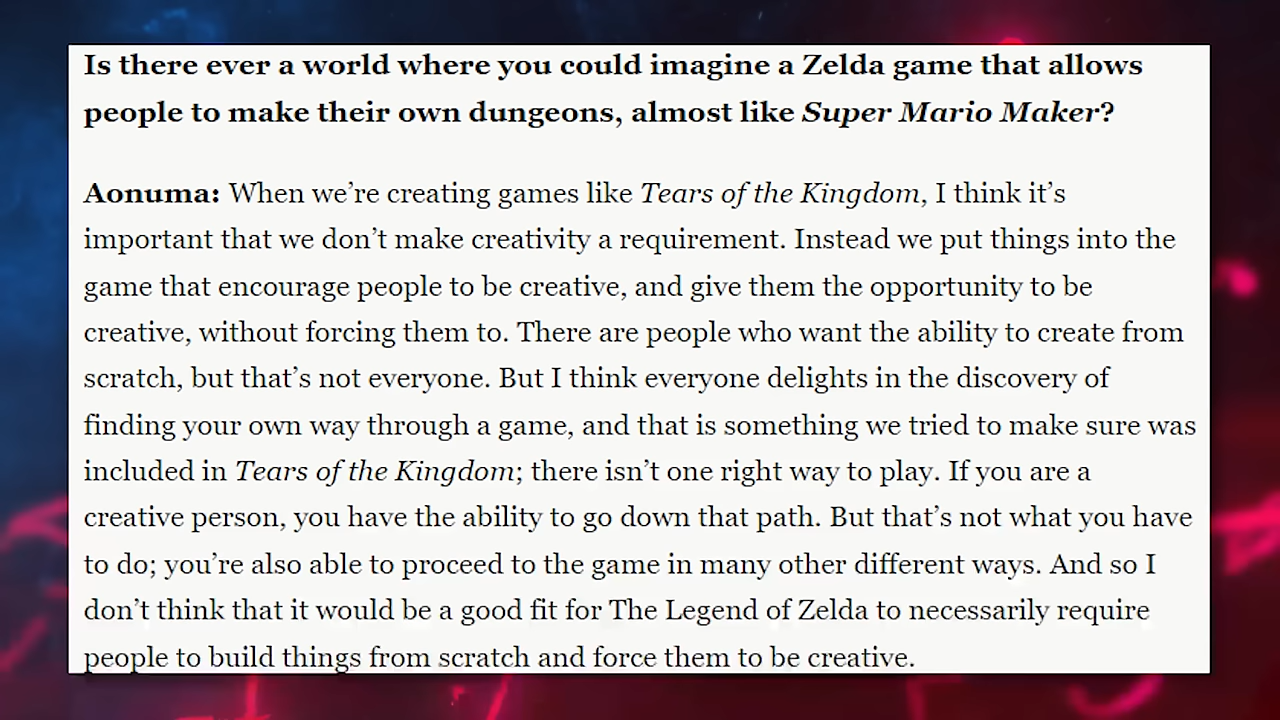 Is there ever a world where you could imagine a Zelda game that allows
people to make their own dungeons, almost like Super Mario Maker?
Aonuma: When we’re creating games like Tears of the Kingdom, I think it’s
important that we don’t make creativity a requirement. Instead we put things into the
game that encourage people to be creative, and give them the opportunity to be
creative, without forcing them to. There are people who want the ability to create from
scratch, but that’s not everyone. But I think everyone delights in the discovery of
finding your own way through a game, and that is something we tried to make sure was
included in Tears of the Kingdom; there isn’t one right way to play. If you are a
creative person, you have the ability to go down that path. But that’s not what you have
to do; you’re also able to proceed to the game in many other different ways. And so I
don’t think that it would be a good fit for The Legend of Zelda to necessarily require
people to build things from scratch and force them to be creative.